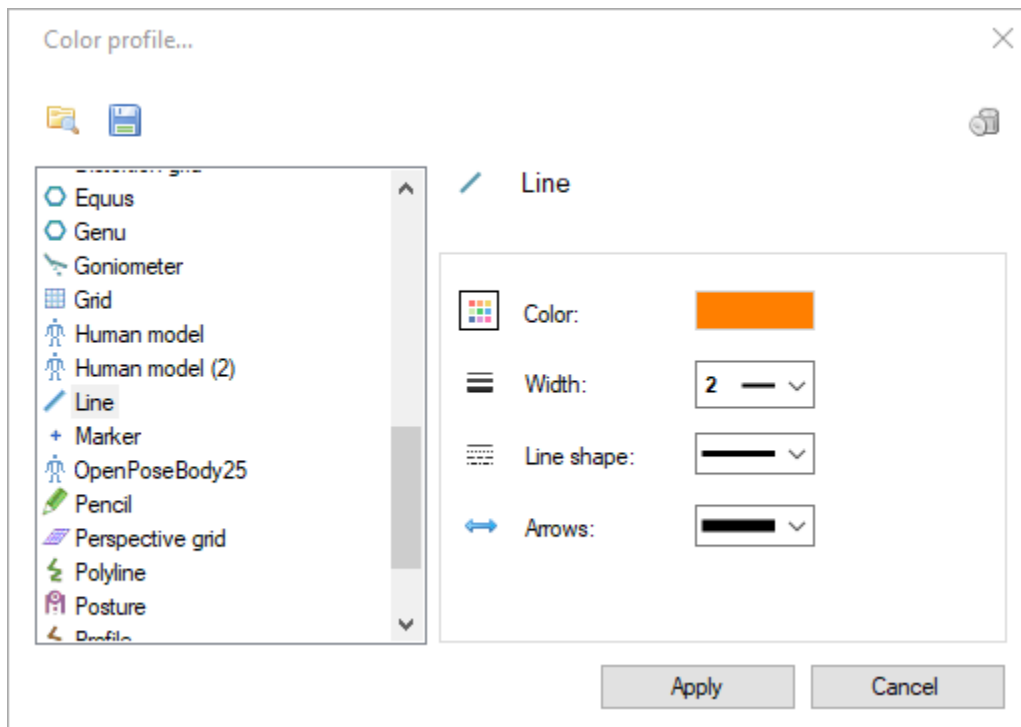 Color profile...
Equus
Genu
Goniometer
Grid
Human model
Human model (2)
Line
Marker
OpenPoseBody25
Pencil
Perspective grid
Polyline
Posture
Profile
Line
Color:
Width:
2
Line shape:
Arrows:
Apply
Cancel